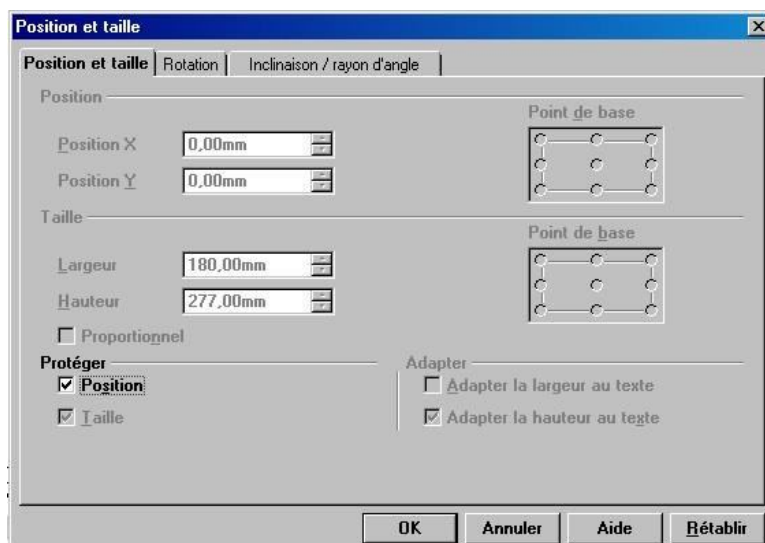 Position et taille
Position et taille Rotation Inclinaison / rayon d'angle
Position
Point de base
Position X 0,00mm
Position Y 0,00mm
Taille
Point de base
Largeur 180,00mm
Hauteur 277,00mm
Proportionnel
Protéger Adapter
Position Adapter la largeur au texte
Taille Adapter la hauteur au texte
OK Annuler Aide Rétablir